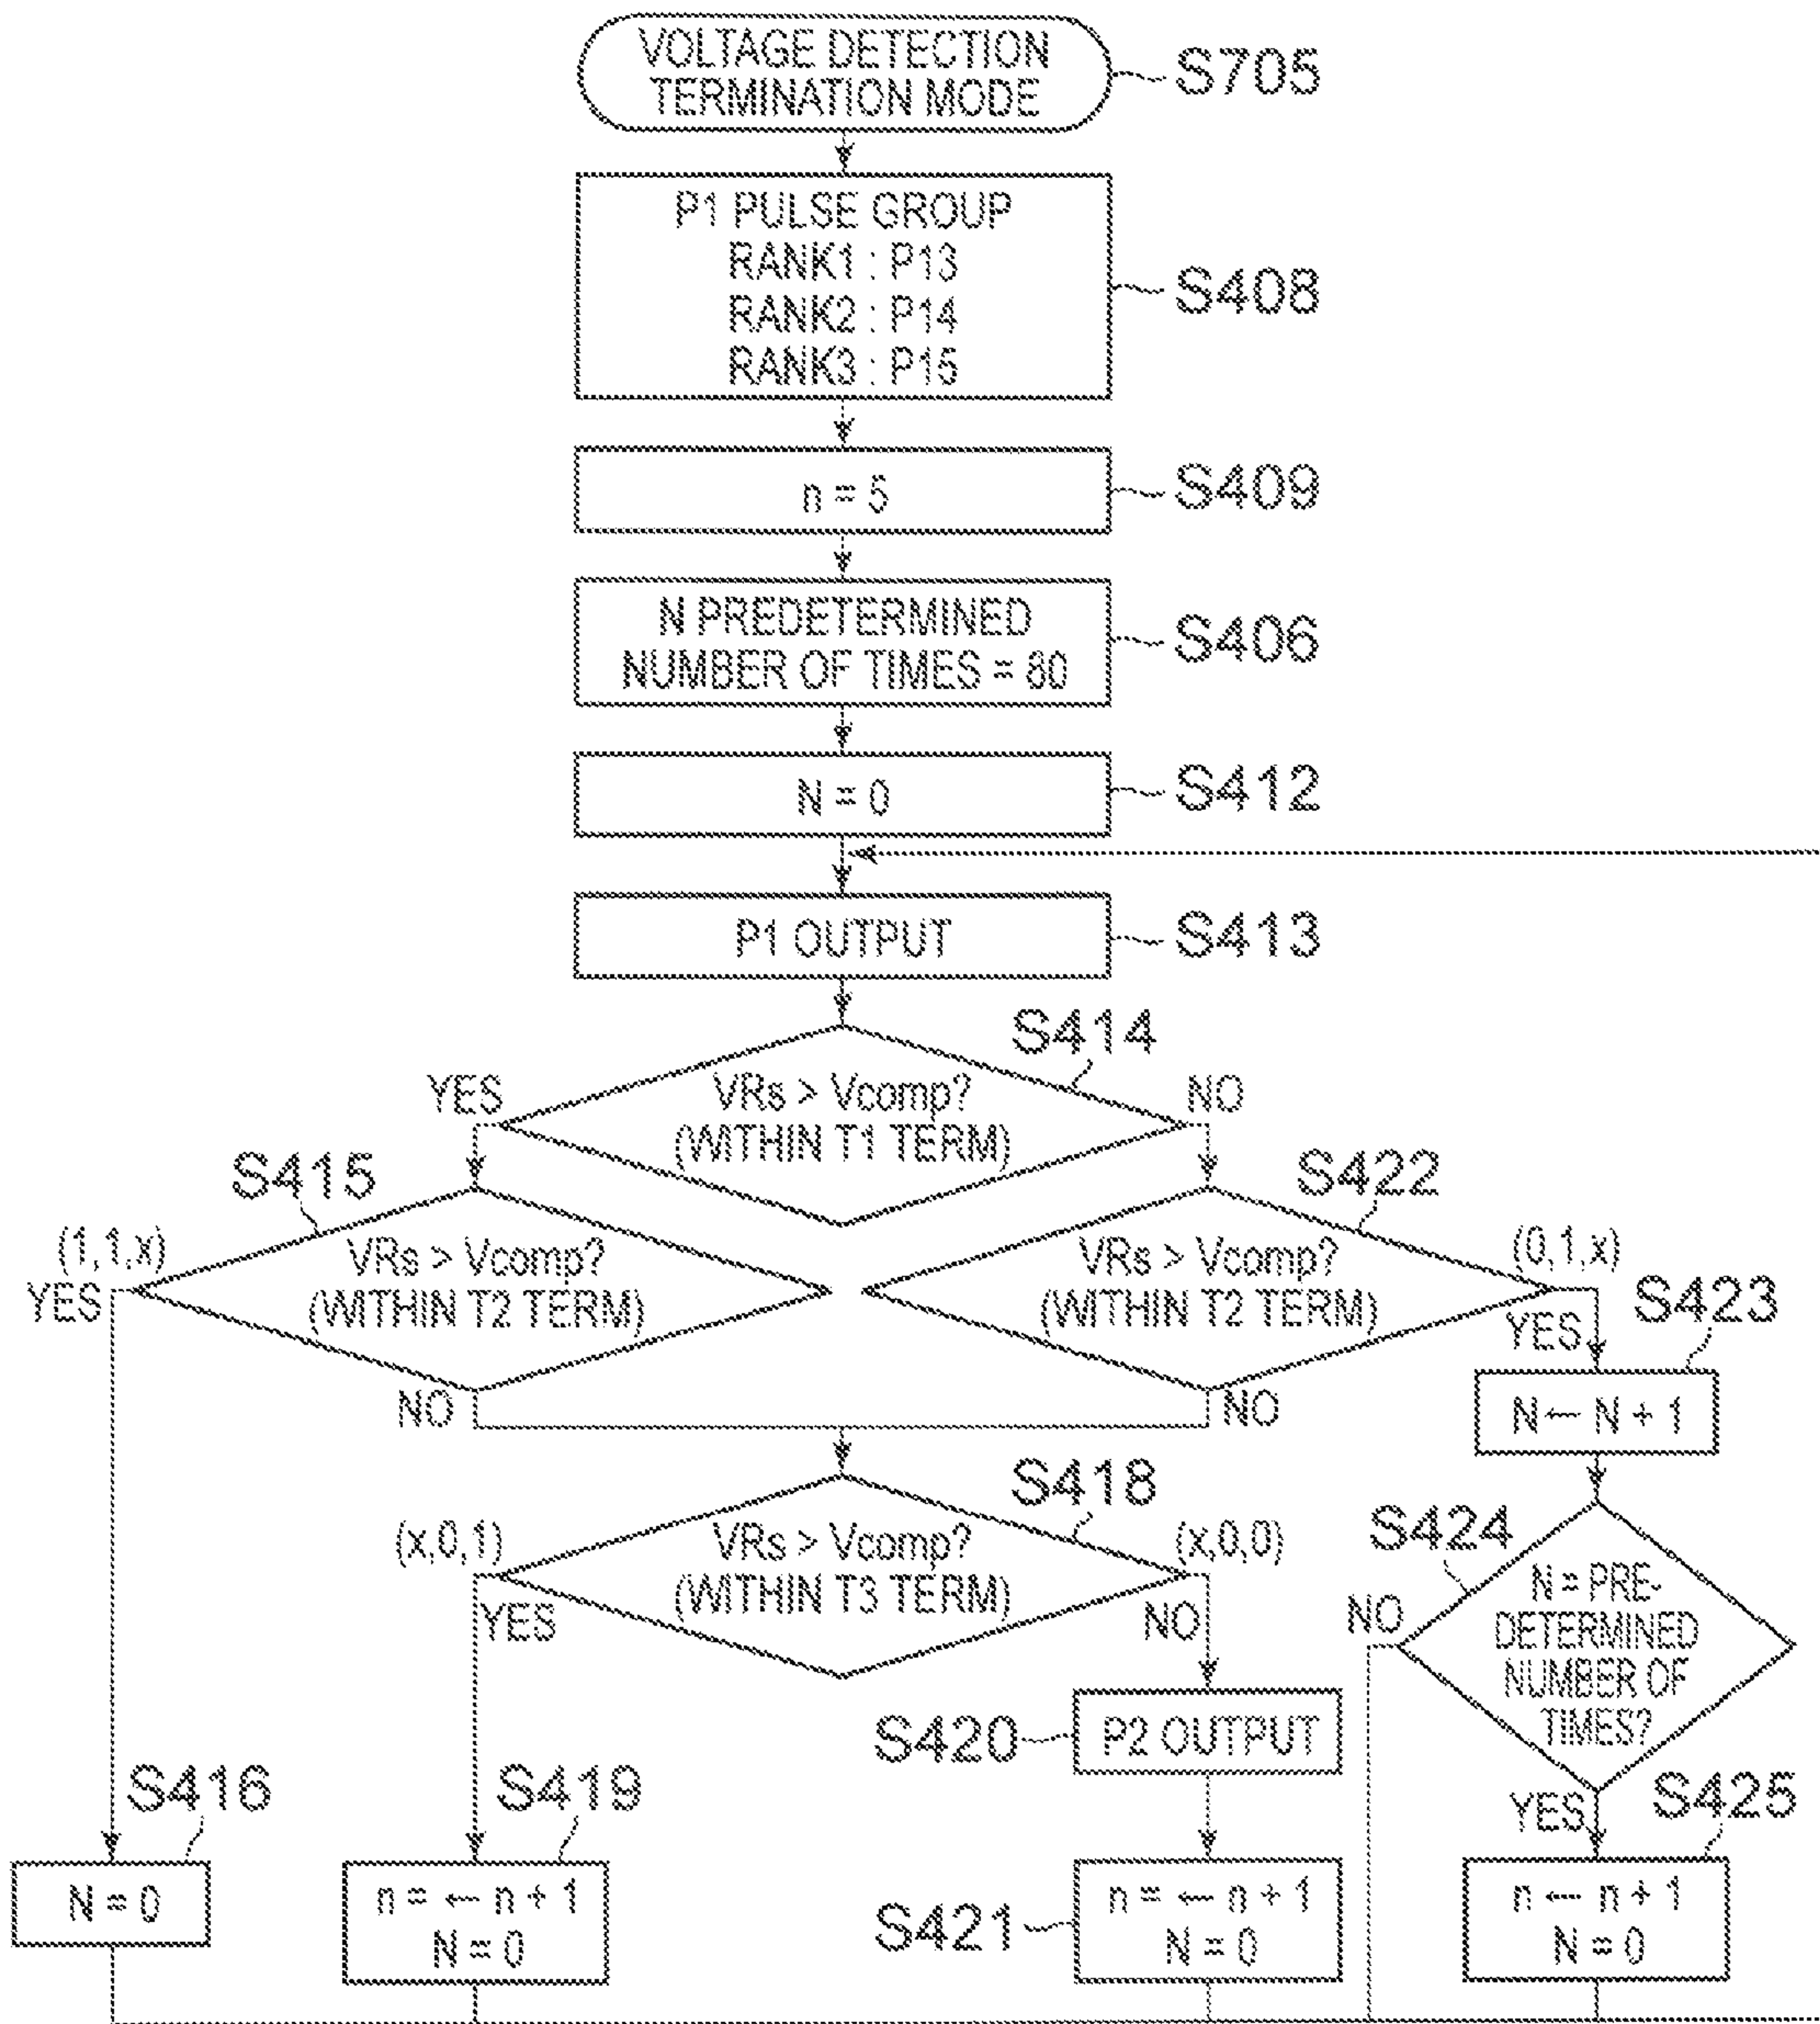 VOLTAGE DETECTION
TERMINATION MODE
S705
P1 PULSE GROUP
RANK1 : P13
RANK2 : P14
RANK3 : P15
S408
n = 5
S409
N PREDETERMINED
NUMBER OF TIMES = 80
S406
N = 0
S412
P1 OUTPUT
S413
S414
YES
VRs > Vcomp?
(WITHIN T1 TERM)
NO
S415
(1,1,x)
YES
VRs > Vcomp?
(WITHIN T2 TERM)
NO
S422
VRs > Vcomp?
(WITHIN T2 TERM)
(0,1,x)
YES
NO
S423
N ← N + 1
S418
(x,0,1)
YES
VRs > Vcomp?
(WITHIN T3 TERM)
(x,0,0)
NO
S424
NO
N = PRE-
DETERMINED
NUMBER OF
TIMES?
YES
S420
P2 OUTPUT
S416
N = 0
S419
n = ← n + 1
N = 0
S421
n = ← n + 1
N = 0
S425
n ← n + 1
N = 0